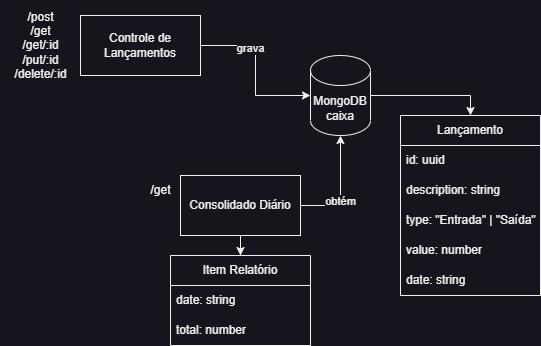 /post
/get
/get/:id
/put/:id
/delete/:id
Controle de
Lançamentos
grava
MongoDB
caixa
Lançamento
id: uuid
description: string
type: "Entrada" | "Saída"
value: number
date: string
/get
Consolidado Diário
obtém
Item Relatório
date: string
total: number